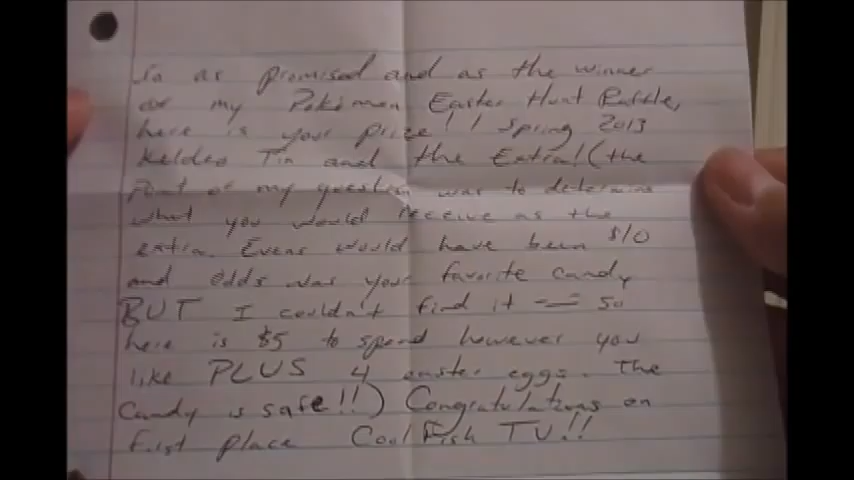 So as promised and as the winner
of my Pokémon Easter Hunt Raffle,
here is your prize!! Spring 2013
Keldeo Tin and the Extra! (the
Point of my question was to determine
what you would receive as the
extra. Evens would have been $10
and odds was your favorite candy
BUT I couldn't find it so
here is $5 to spend however you
like PLUS 4 easter eggs. The
Candy is safe!!) Congratulations on
first place CoolFish TV!!